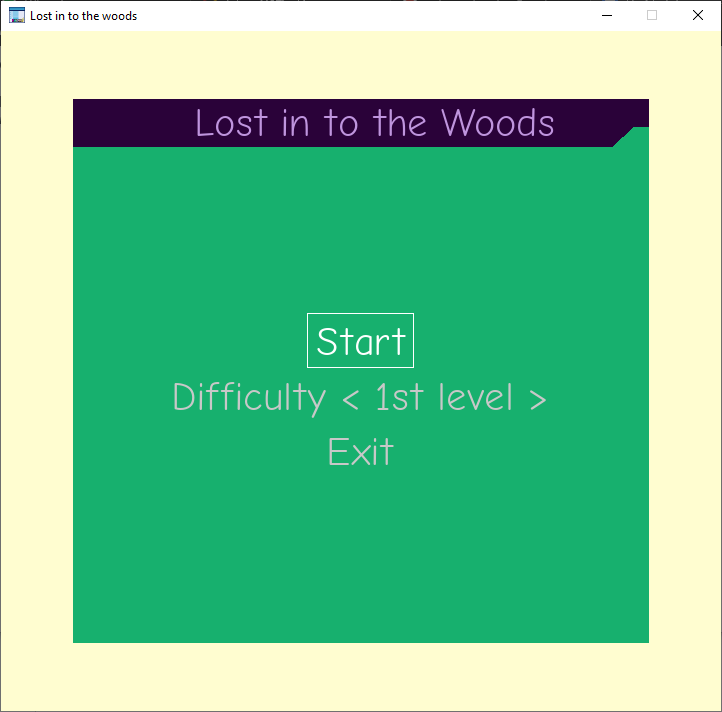 Lost in to the woods
Lost in to the Woods
Start
Difficulty < 1st level >
Exit